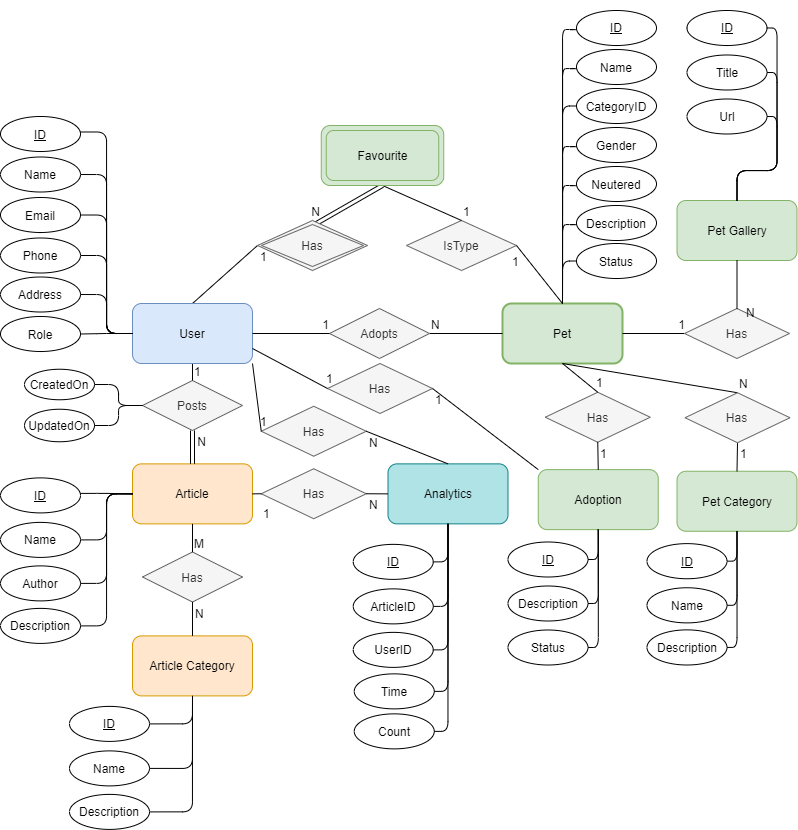 ID
Name
CategoryID
Gender
Neutered
Description
Status
ID
Title
Url
Pet Gallery
N
Has
1
Favourite
N
1
Has
1
IsType
1
ID
Name
Email
Phone
Address
Role
User
1
Adopts
N
Pet
1
Has
1
1
N
Has
Has
1
1
CreatedOn
UpdatedOn
1
Posts
N
1
Has
N
1
Has
1
ID
Name
Author
Description
Article
1
Has
N
Analytics
Adoption
Pet Category
M
Has
N
Article Category
ID
Name
Description
ID
ArticleID
UserID
Time
Count
ID
Description
Status
ID
Name
Description